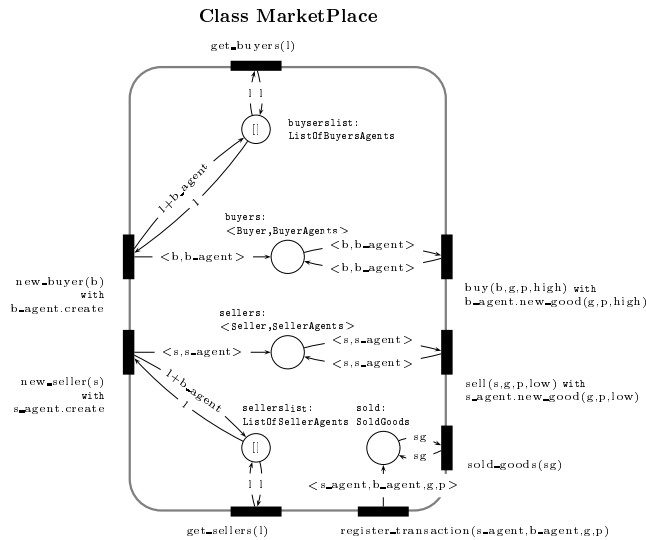 Class MarketPlace
get_buyers(l)
l l
[]
buyserslist:
ListOfBuyersAgents
l+b_agent
l
buyers:
<Buyer,BuyerAgents>
<b,b_agent>
<b,b_agent>
<b,b_agent>
new_buyer(b)
with
b_agent.create
buy(b,g,p,high) with
b_agent.new_good(g,p,high)
sellers:
<Seller,SellerAgents>
<s,s_agent>
<s,s_agent>
<s,s_agent>
new_seller(s)
with
s_agent.create
l+b_agent
l
sell(s,g,p,low) with
s_agent.new_good(g,p,low)
sellerslist:
ListOfSellerAgents
sold:
SoldGoods
[]
sg
sg
sold_goods(sg)
l l
<s_agent,b_agent,g,p>
get_sellers(l)
register_transaction(s_agent,b_agent,g,p)